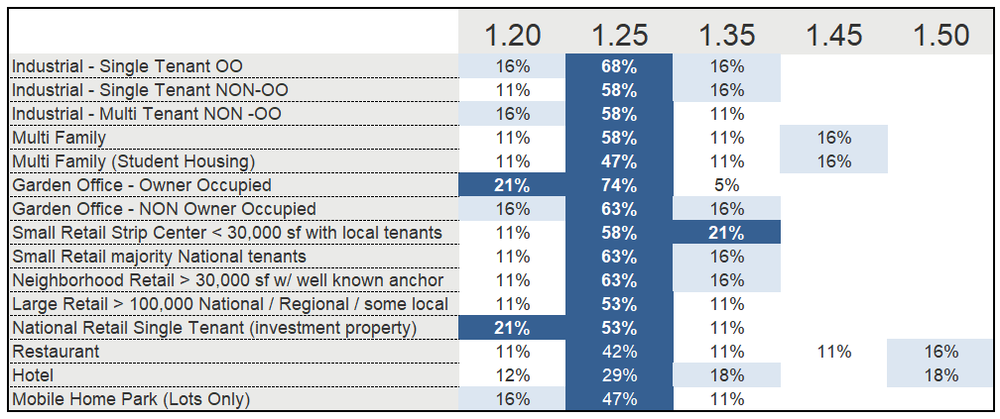 1.20 1.25 1.35 1.45 1.50
Industrial - Single Tenant OO 16% 68% 16%
Industrial - Single Tenant NON-OO 11% 58% 16%
Industrial - Multi Tenant NON -OO 16% 58% 11%
Multi Family 11% 58% 11% 16%
Multi Family (Student Housing) 11% 47% 11% 16%
Garden Office - Owner Occupied 21% 74% 5%
Garden Office - NON Owner Occupied 16% 63% 16%
Small Retail Strip Center < 30,000 sf with local tenants 11% 58% 21%
Small Retail majority National tenants 11% 63% 16%
Neighborhood Retail > 30,000 sf w/ well known anchor 11% 63% 16%
Large Retail > 100,000 National / Regional / some local 11% 53% 11%
National Retail Single Tenant (investment property) 21% 53% 11%
Restaurant 11% 42% 11% 11% 16%
Hotel 12% 29% 18% 18%
Mobile Home Park (Lots Only) 16% 47% 11%